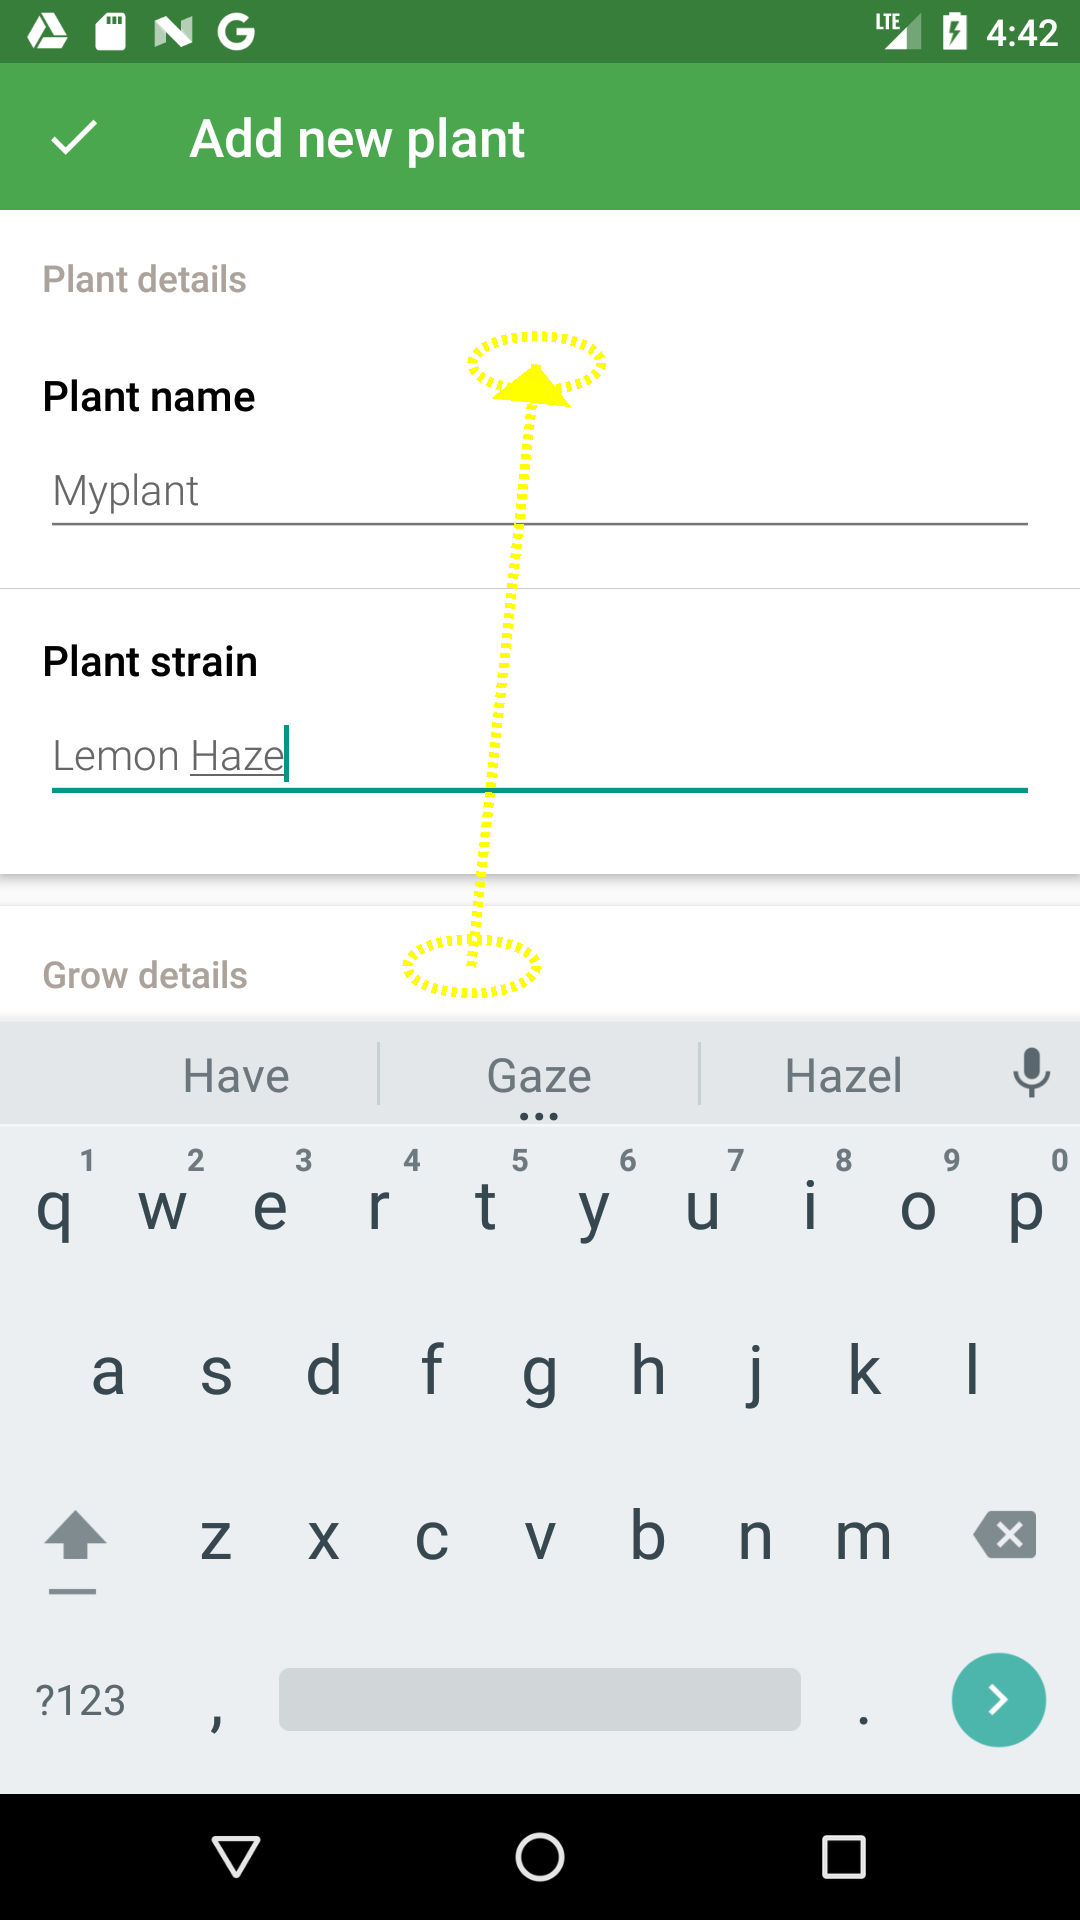 LTE 4:42
Add new plant
Plant details
Plant name
Myplant
Plant strain
Lemon Haze
Grow details
Have Gaze Hazel
1 2 3 4 5 6 7 8 9 0
q w e r t y u i o p
a s d f g h j k l
z x c v b n m
?123 , .